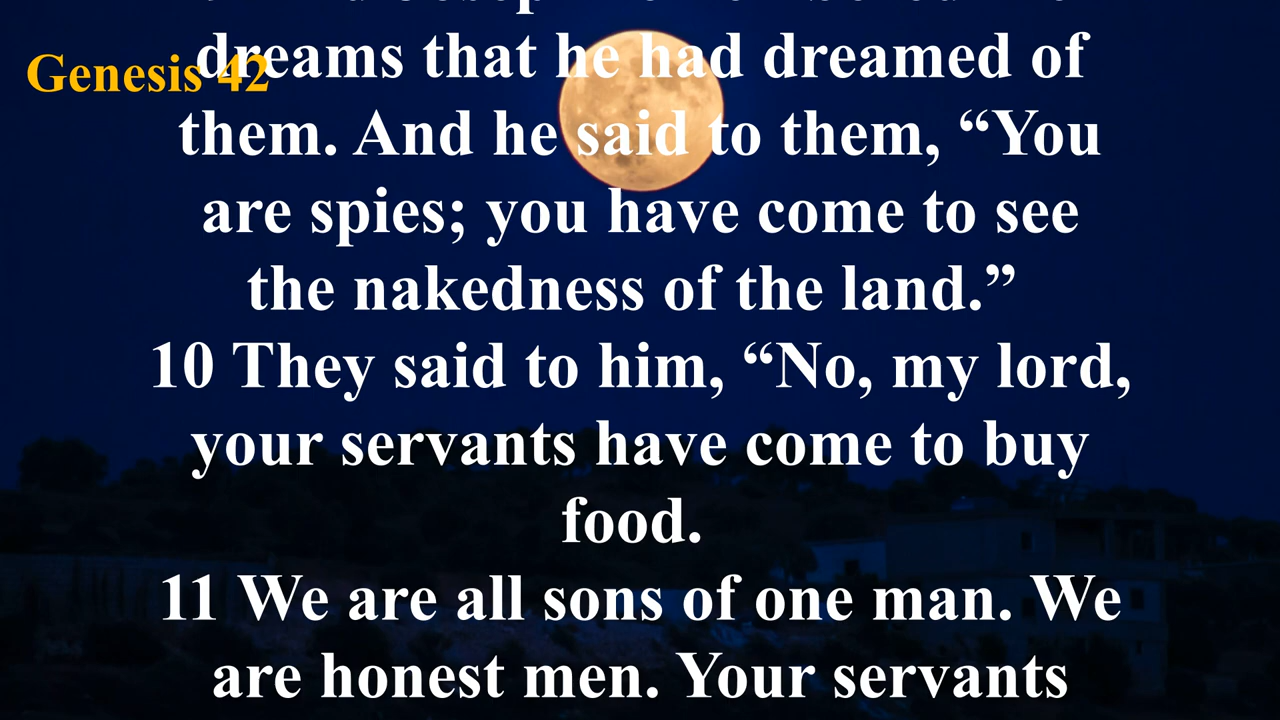 Genesis 42
dreams that he had dreamed of
them. And he said to them, “You
are spies; you have come to see
the nakedness of the land.”
10 They said to him, “No, my lord,
your servants have come to buy
food.
11 We are all sons of one man. We
are honest men. Your servants